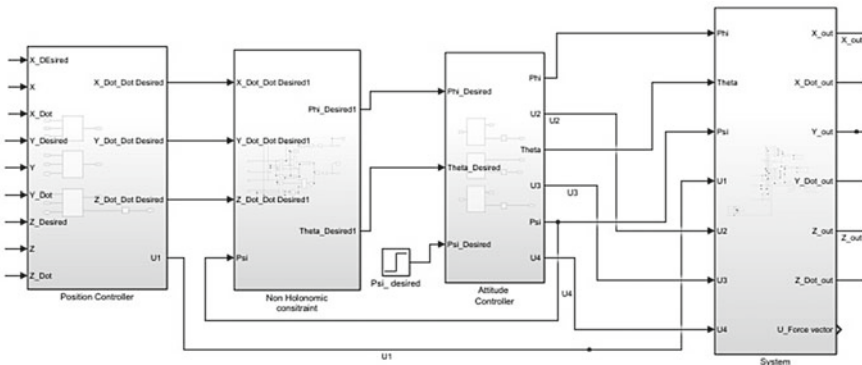 X_DEsired
X
X_Dot
Y_Desired
Y
Y_Dot
Z_Desired
Z
Z_Dot
X_Dot_Dot Desired
Y_Dot_Dot Desired
Z_Dot_Dot Desired
U1
Position Controller
X_Dot_Dot Desired1
Y_Dot_Dot Desired1
Z_Dot_Dot Desired1
Psi
Phi_Desired1
Theta_Desired1
Non Holonomic
consitraint
Psi_ desired
Phi_Desired
Theta_Desired
Psi_Desired
Phi
U2
Theta
U3
Psi
U4
Attitude
Controller
U2
U3
U4
U1
Phi
Theta
Psi
U1
U2
U3
U4
X_out
X_Dot_out
Y_out
Y_Dot_out
Z_out
Z_Dot_out
U_Force vector
System
X_out
Y_out
Z_out